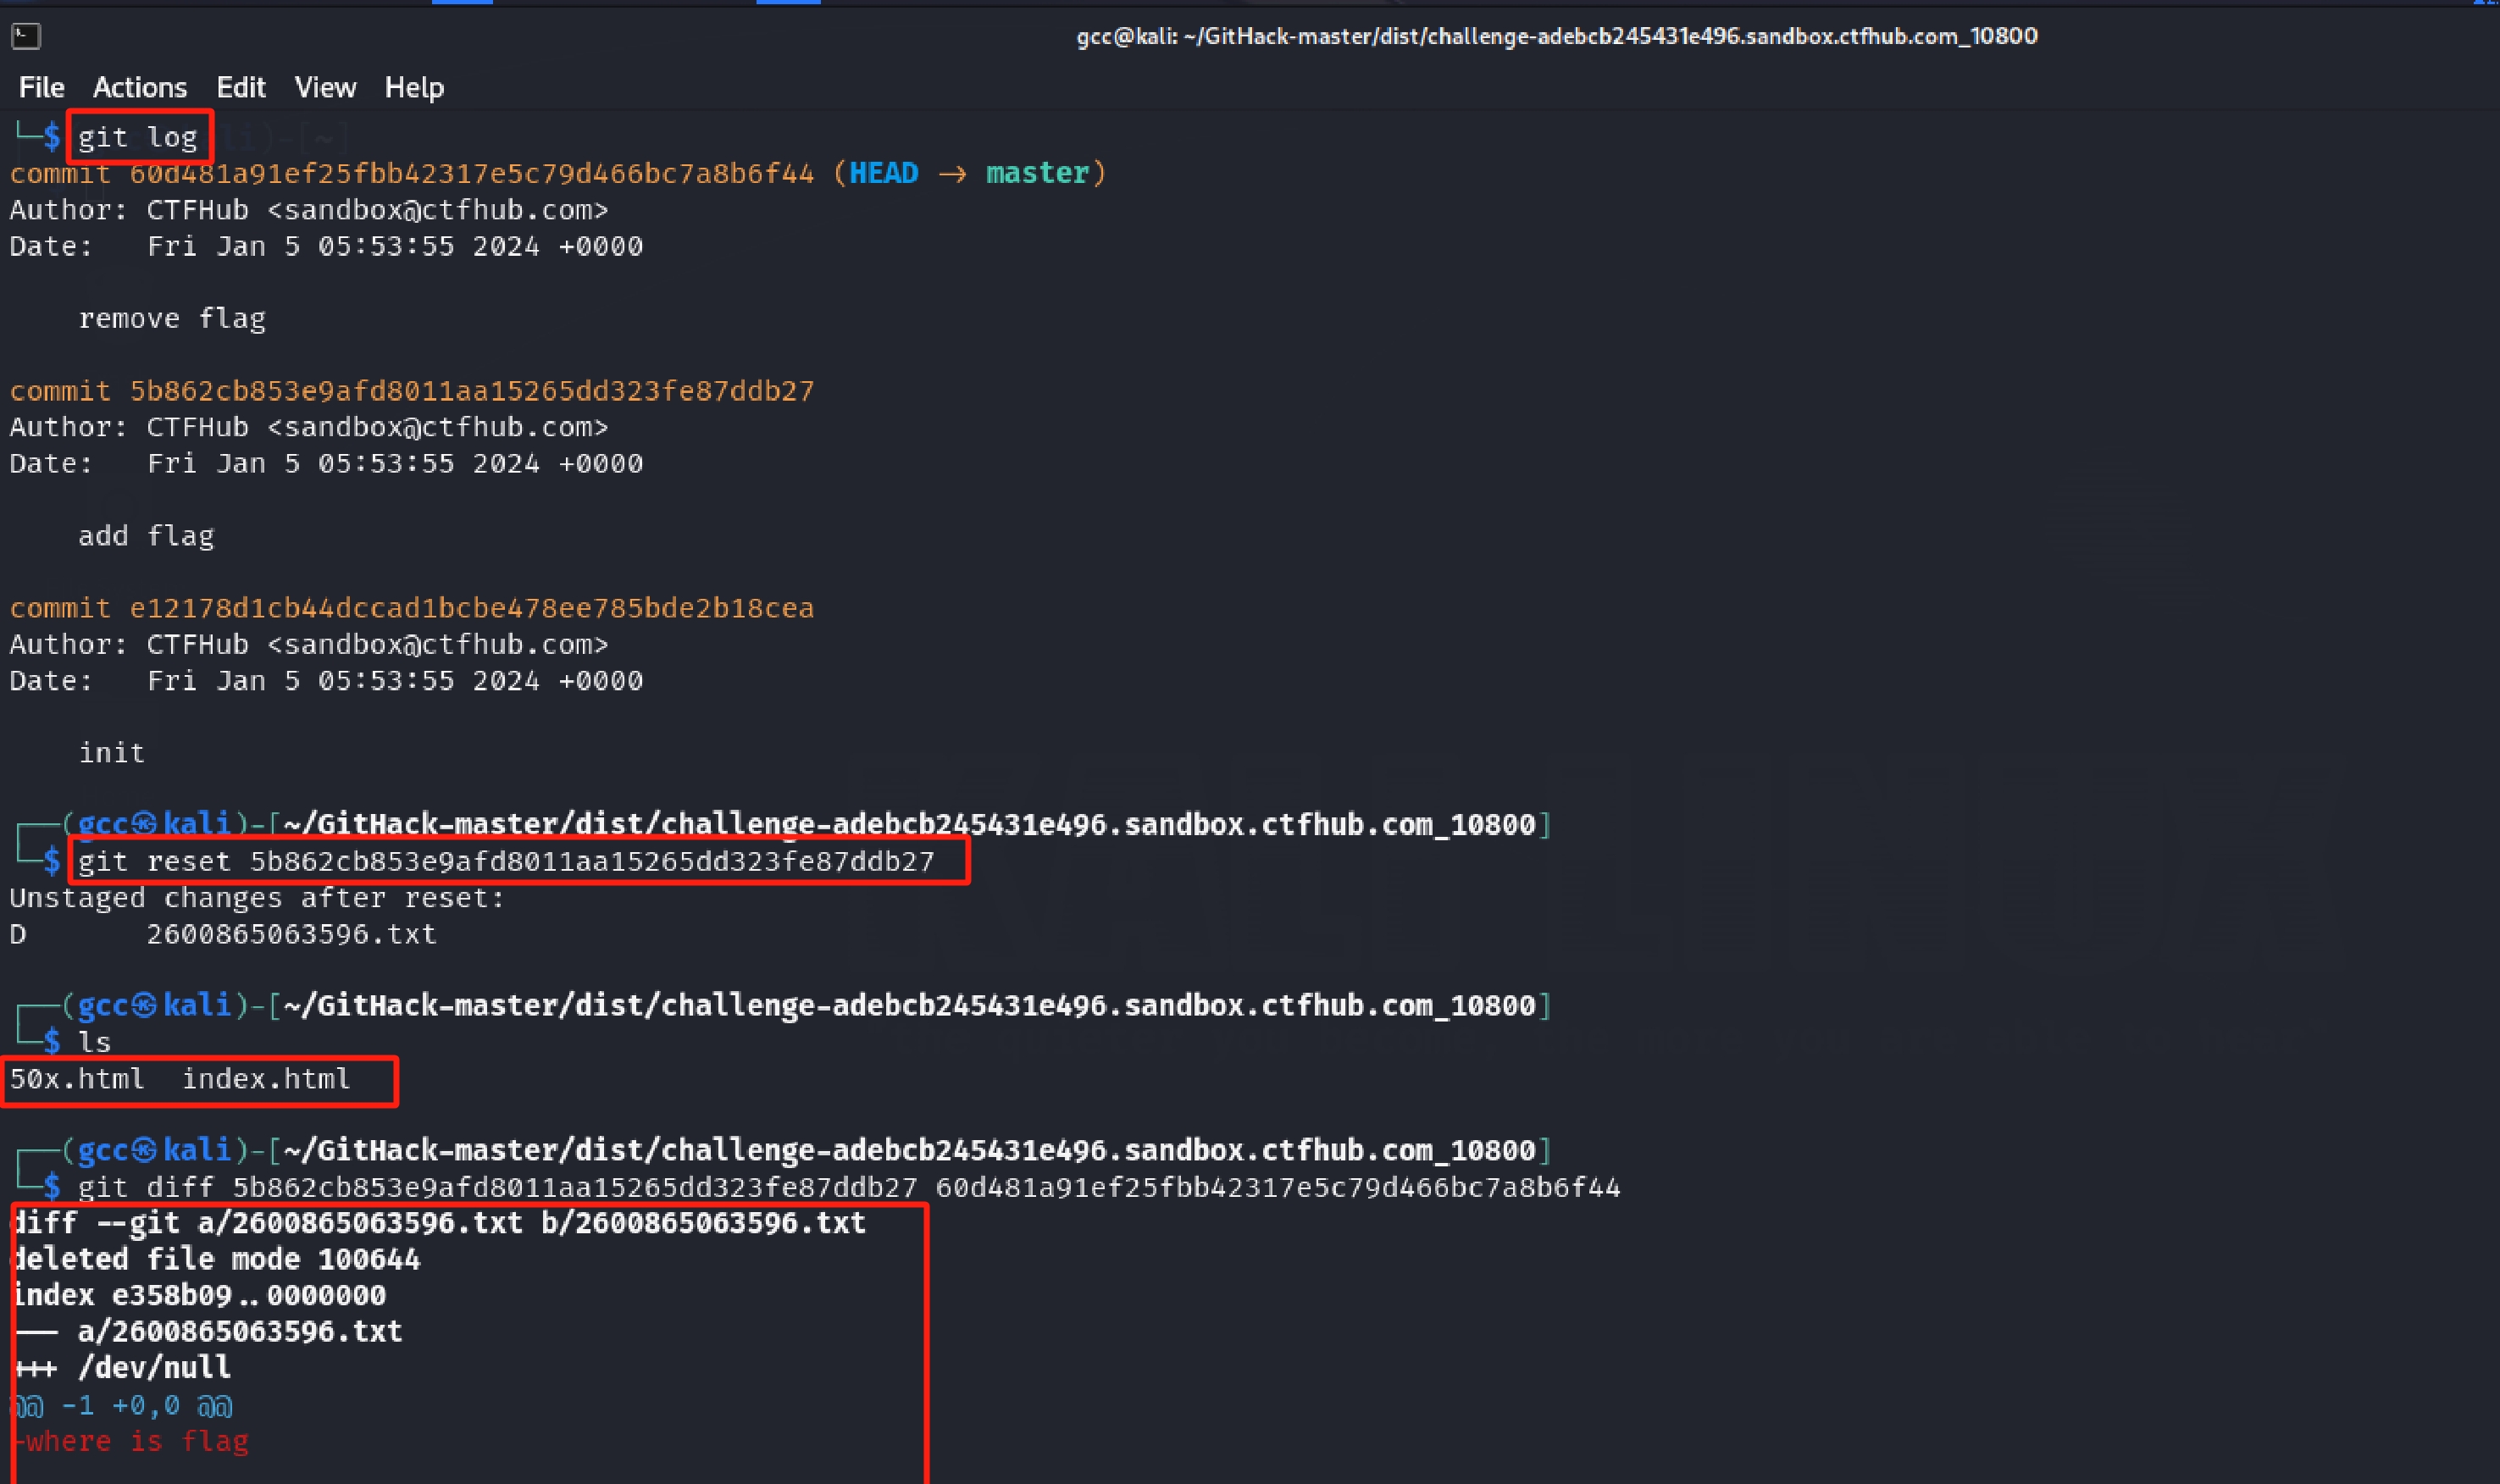 gcc@kali: ~/GitHack-master/dist/challenge-adebcb245431e496.sandbox.ctfhub.com_10800
File Actions Edit View Help
└─$ git log
commit 60d481a91ef25fbb42317e5c79d466bc7a8b6f44 (HEAD → master)
Author: CTFHub <sandbox@ctfhub.com>
Date:   Fri Jan 5 05:53:55 2024 +0000
    remove flag
commit 5b862cb853e9afd8011aa15265dd323fe87ddb27
Author: CTFHub <sandbox@ctfhub.com>
Date:   Fri Jan 5 05:53:55 2024 +0000
    add flag
commit e12178d1cb44dccad1bcbe478ee785bde2b18cea
Author: CTFHub <sandbox@ctfhub.com>
Date:   Fri Jan 5 05:53:55 2024 +0000
    init
┌──(gcc㉿kali)-[~/GitHack-master/dist/challenge-adebcb245431e496.sandbox.ctfhub.com_10800]
└─$ git reset 5b862cb853e9afd8011aa15265dd323fe87ddb27
Unstaged changes after reset:
D       2600865063596.txt
┌──(gcc㉿kali)-[~/GitHack-master/dist/challenge-adebcb245431e496.sandbox.ctfhub.com_10800]
└─$ ls
50x.html  index.html
┌──(gcc㉿kali)-[~/GitHack-master/dist/challenge-adebcb245431e496.sandbox.ctfhub.com_10800]
└─$ git diff 5b862cb853e9afd8011aa15265dd323fe87ddb27 60d481a91ef25fbb42317e5c79d466bc7a8b6f44
diff --git a/2600865063596.txt b/2600865063596.txt
deleted file mode 100644
index e358b09..0000000
--- a/2600865063596.txt
+++ /dev/null
@@ -1 +0,0 @@
-where is flag